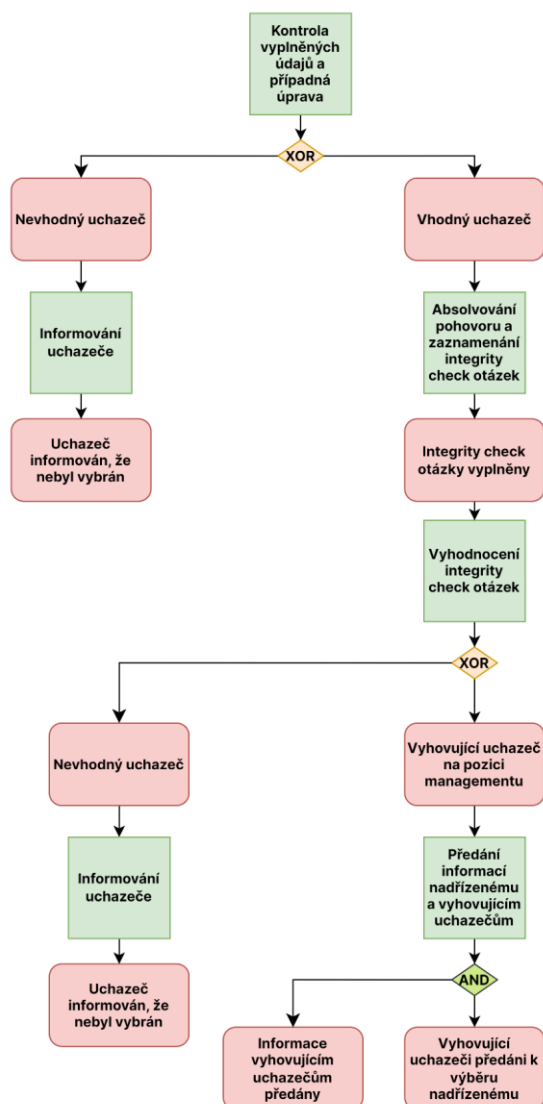 Kontrola
vyplněných
údajů a
případná
úprava
XOR
Nevhodný uchazeč
Vhodný uchazeč
Informování
uchazeče
Absolvování
pohovoru a
zaznamenání
integrity
check otázek
Uchazeč
informován, že
nebyl vybrán
Integrity check
otázky vyplněny
Vyhodnocení
integrity
check otázek
XOR
Nevhodný uchazeč
Vyhovující uchazeč
na pozici
managementu
Informování
uchazeče
Předání
informací
nadřízenému
a vyhovujícím
uchazečům
Uchazeč
informován, že
nebyl vybrán
AND
Informace
vyhovujícím
uchazečům
předány
Vyhovující
uchazeči předáni k
výběru
nadřízenému